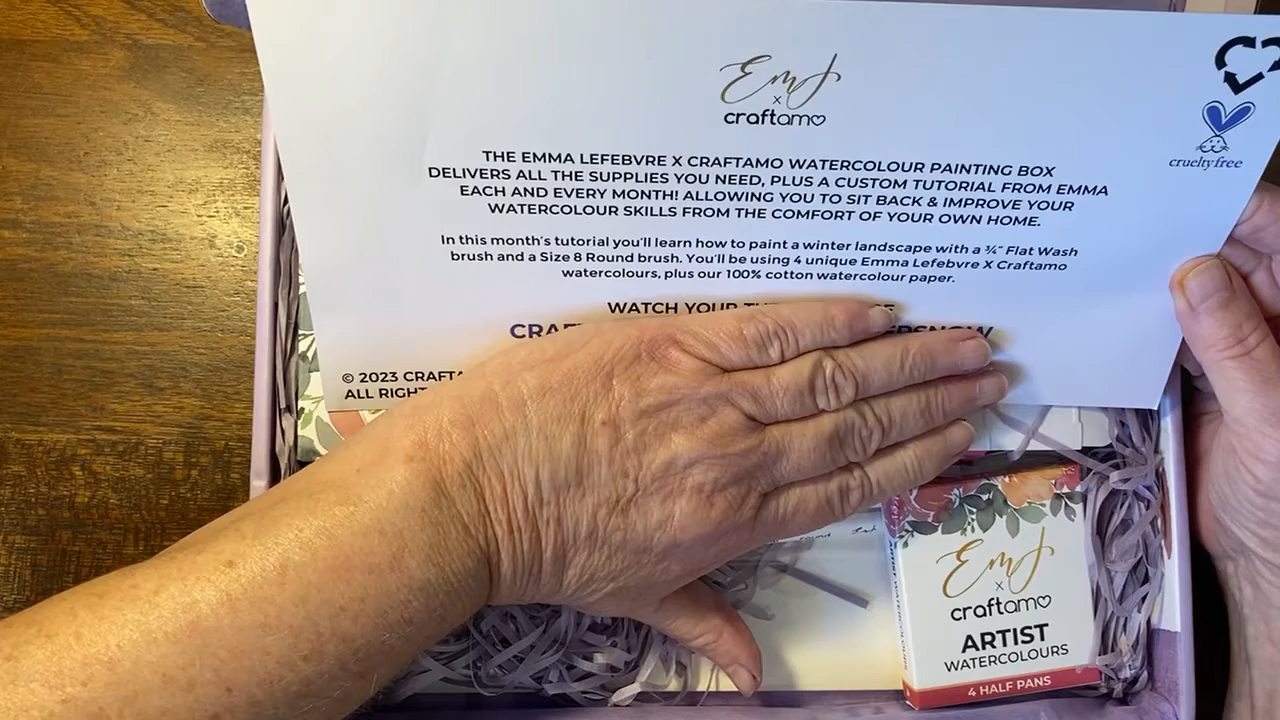 EmJ
x
craftamo
crueltyfree
THE EMMA LEFEBVRE X CRAFTAMO WATERCOLOUR PAINTING BOX
DELIVERS ALL THE SUPPLIES YOU NEED, PLUS A CUSTOM TUTORIAL FROM EMMA
EACH AND EVERY MONTH! ALLOWING YOU TO SIT BACK & IMPROVE YOUR
WATERCOLOUR SKILLS FROM THE COMFORT OF YOUR OWN HOME.
In this month's tutorial you'll learn how to paint a winter landscape with a ¾" Flat Wash
brush and a Size 8 Round brush. You'll be using 4 unique Emma Lefebvre X Craftamo
watercolours, plus our 100% cotton watercolour paper.
WATCH YOUR
© 2023
ALL
round
EmJ
x
craftamo
ARTIST
WATERCOLOURS
4 HALF PANS